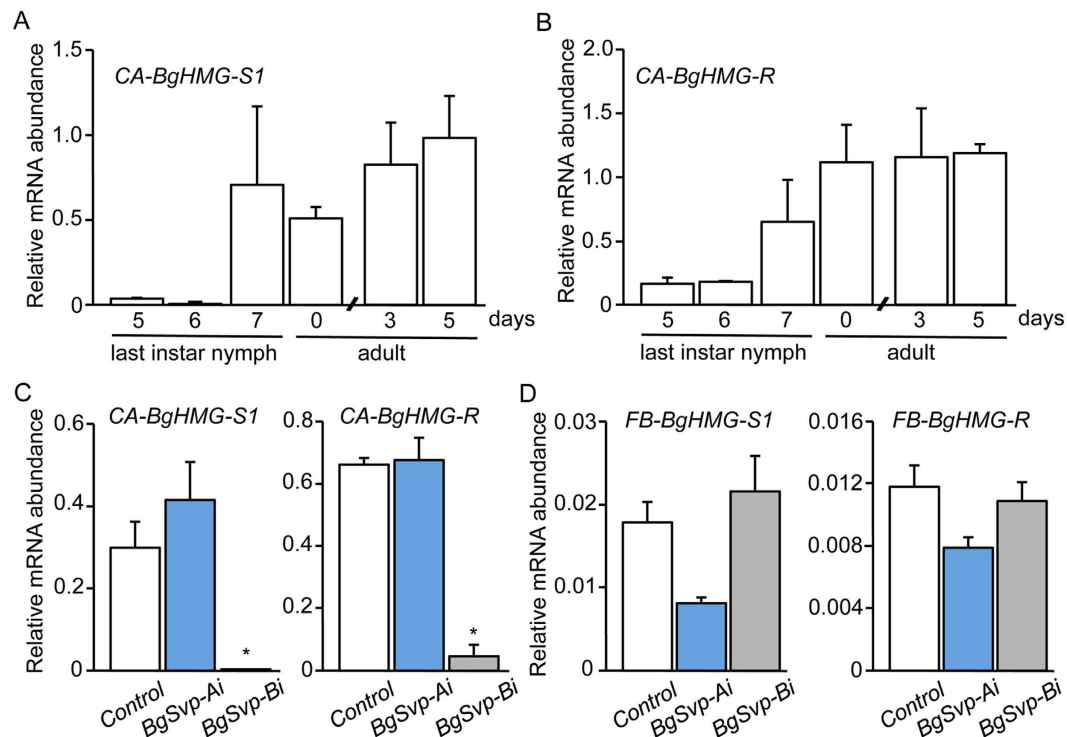 A
CA-BgHMG-S1
Relative mRNA abundance
1.5
1.0
0.5
0
5 6 7 0 3 5 days
last instar nymph adult
B
CA-BgHMG-R
Relative mRNA abundance
2.0
1.5
1.0
0.5
0
5 6 7 0 3 5 days
last instar nymph adult
C
CA-BgHMG-S1
Relative mRNA abundance
0.6
0.4
0.2
0
*
Control BgSvp-Ai BgSvp-Bi
CA-BgHMG-R
0.8
0.6
0.4
0.2
0
*
Control BgSvp-Ai BgSvp-Bi
D
FB-BgHMG-S1
Relative mRNA abundance
0.03
0.02
0.01
0
Control BgSvp-Ai BgSvp-Bi
FB-BgHMG-R
0.016
0.012
0.008
0.004
0
Control BgSvp-Ai BgSvp-Bi